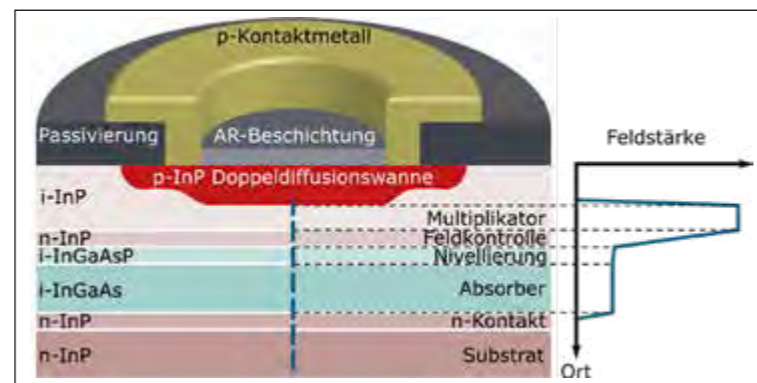 p-Kontaktmetall
Passivierung AR-Beschichtung
Feldstärke
p-InP Doppeldiffusionswanne
i-InP
Multiplikator
n-InP Feldkontrolle
i-InGaAsP Nivellierung
i-InGaAs Absorber
n-InP n-Kontakt
n-InP Substrat
Ort